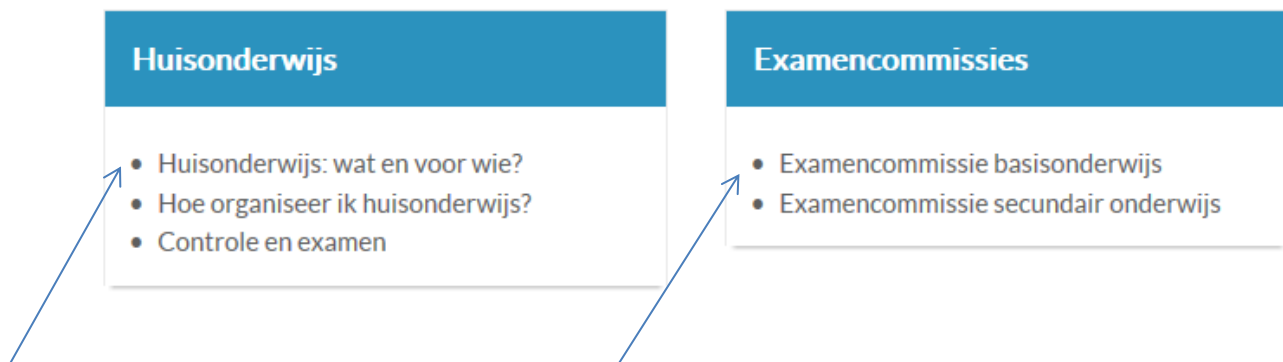 Huisonderwijs
• Huisonderwijs: wat en voor wie?
• Hoe organiseer ik huisonderwijs?
• Controle en examen
Examencommissies
• Examencommissie basisonderwijs
• Examencommissie secundair onderwijs